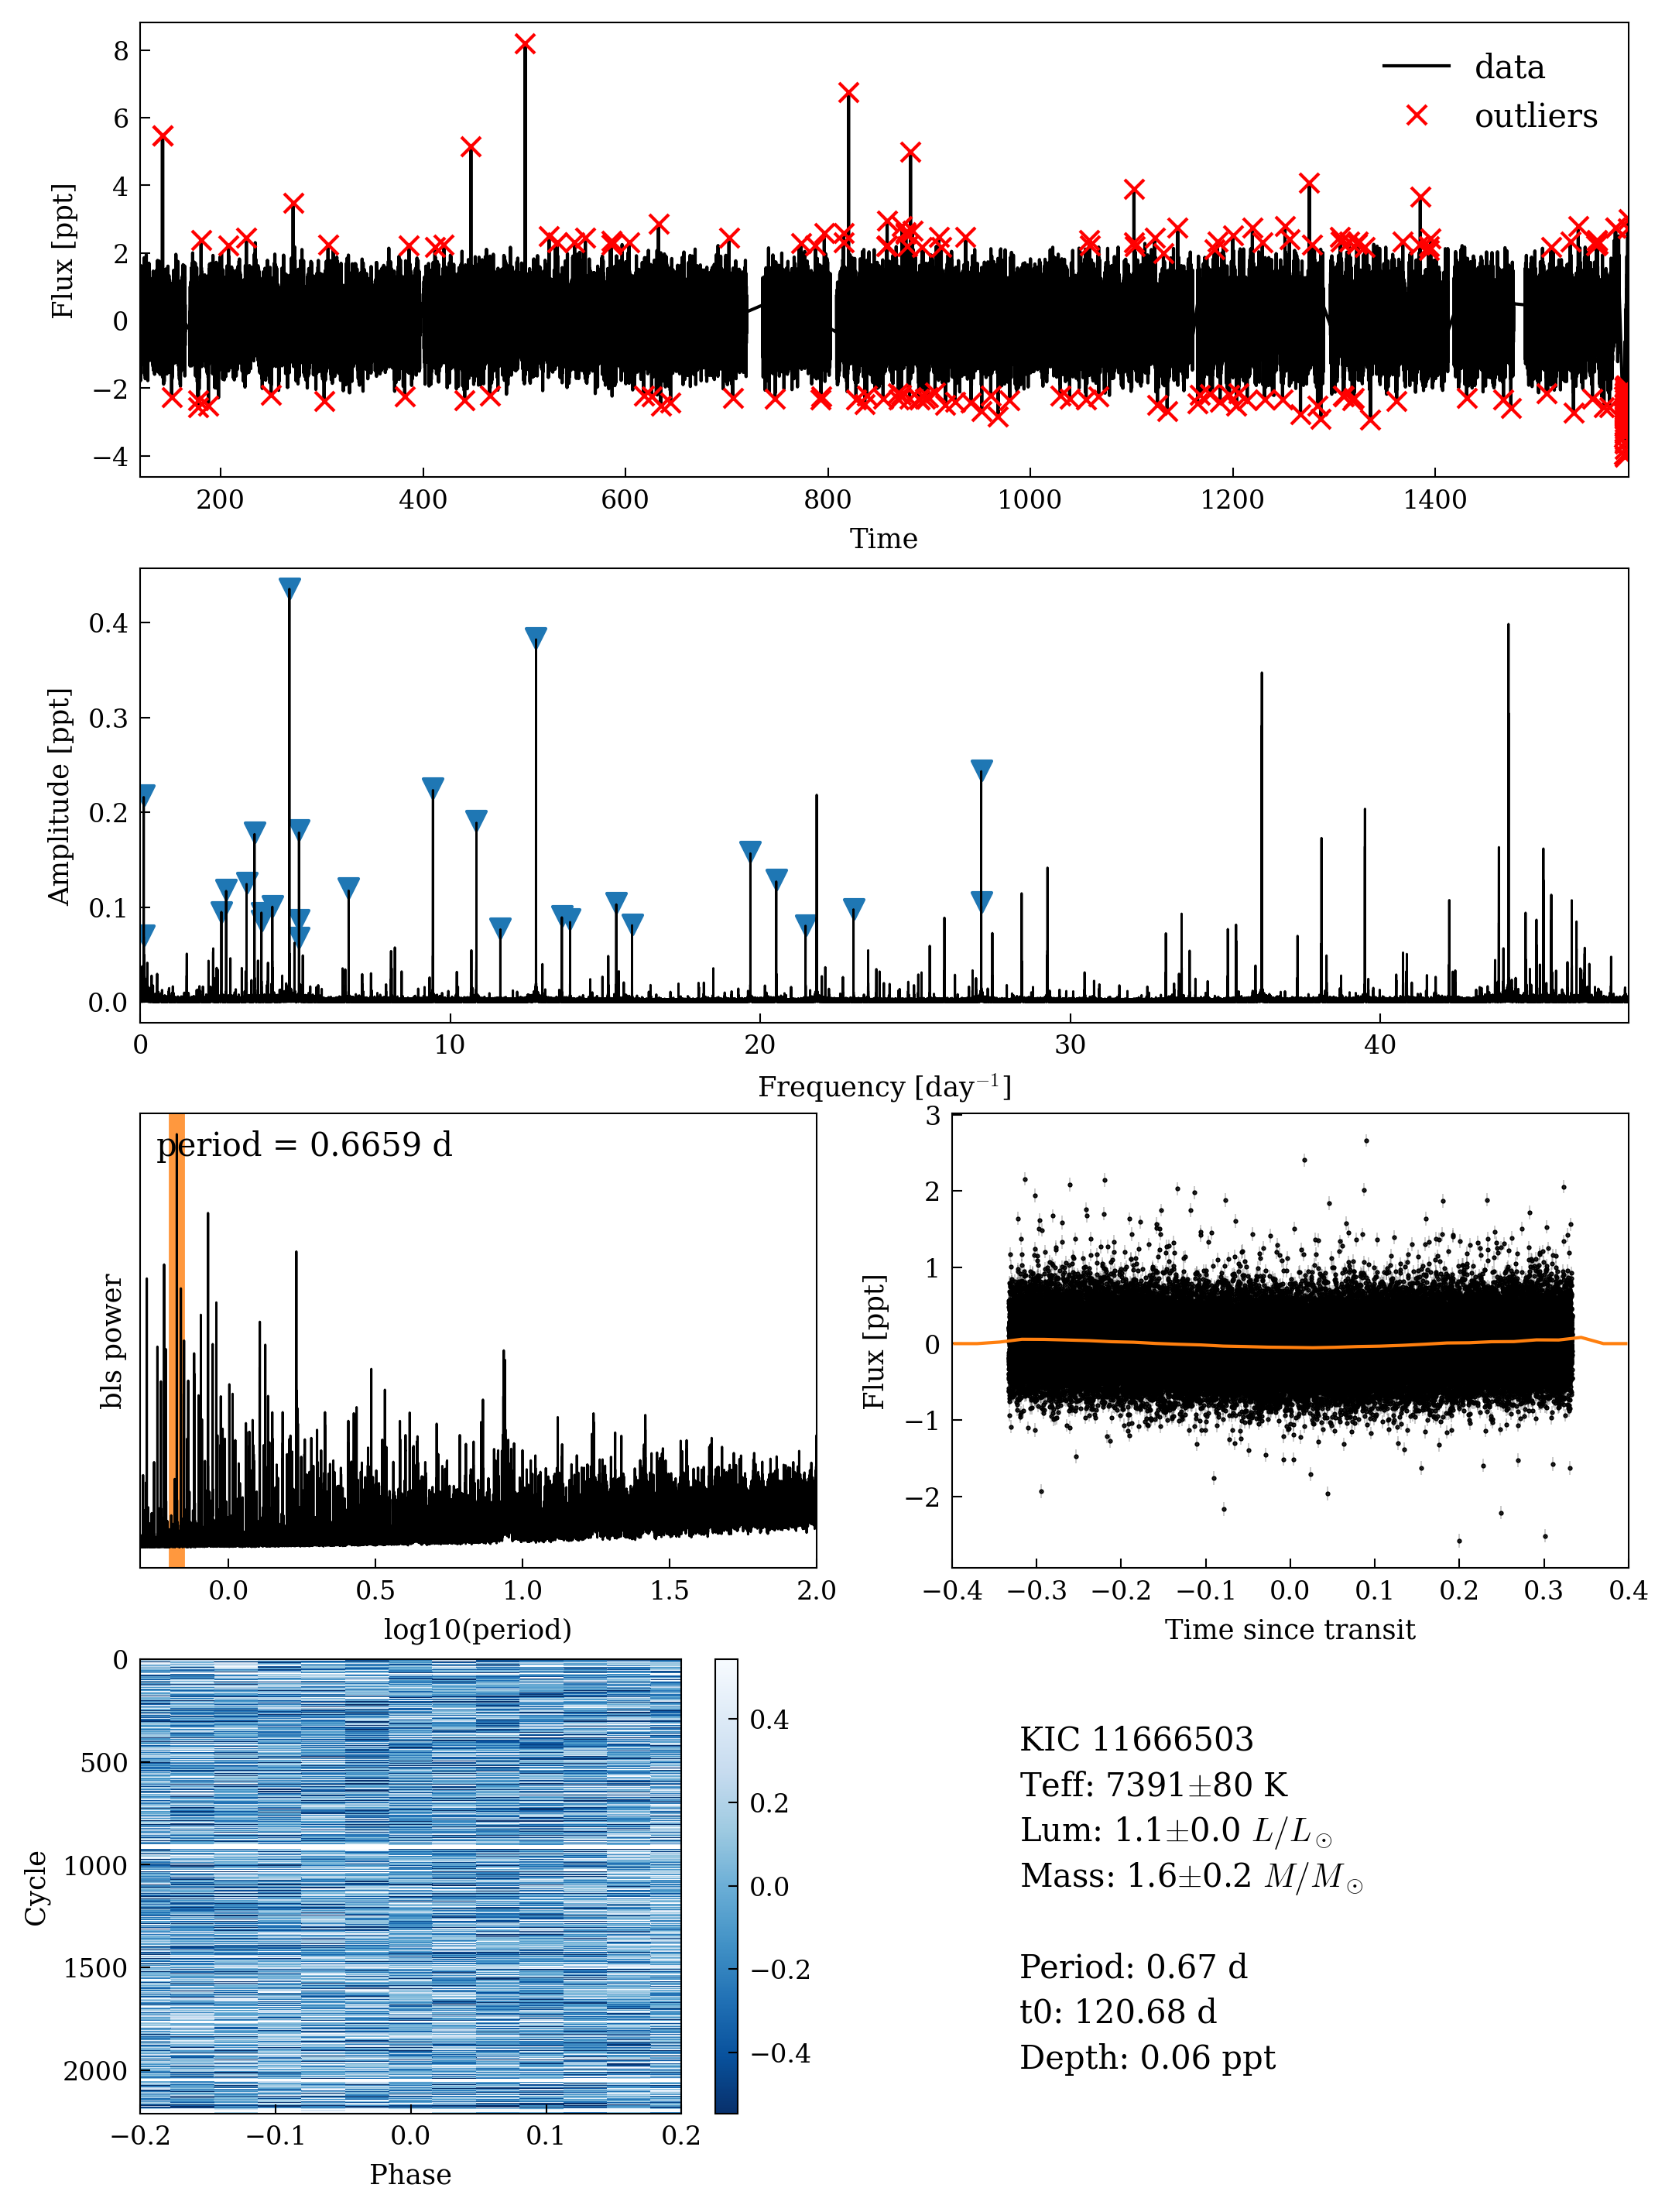 8
6
4
2
0
−2
−4
Flux [ppt]
data
outliers
200 400 600 800 1000 1200 1400
Time
0.4
0.3
0.2
0.1
0.0
Amplitude [ppt]
0 10 20 30 40
Frequency [day⁻¹]
period = 0.6659 d
bls power
0.0 0.5 1.0 1.5 2.0
log10(period)
3
2
1
0
−1
−2
Flux [ppt]
−0.4 −0.3 −0.2 −0.1 0.0 0.1 0.2 0.3 0.4
Time since transit
0
500
1000
1500
2000
Cycle
−0.2 −0.1 0.0 0.1 0.2
Phase
0.4
0.2
0.0
−0.2
−0.4
KIC 11666503
Teff: 7391±80 K
Lum: 1.1±0.0 L/L☉
Mass: 1.6±0.2 M/M☉
Period: 0.67 d
t0: 120.68 d
Depth: 0.06 ppt